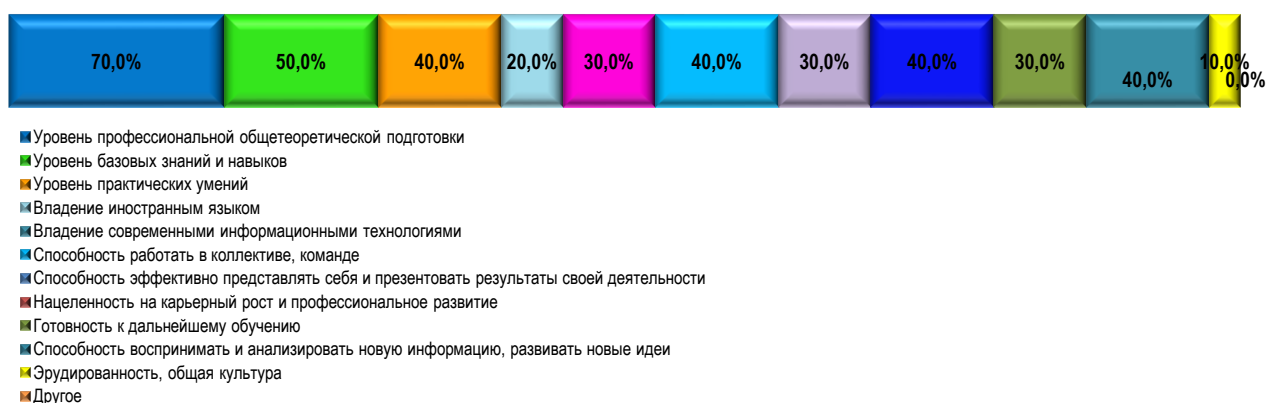 70,0% 50,0% 40,0% 20,0% 30,0% 40,0% 30,0% 40,0% 30,0% 40,0% 10,0% 0,0%
Уровень профессиональной общетеоретической подготовки
Уровень базовых знаний и навыков
Уровень практических умений
Владение иностранным языком
Владение современными информационными технологиями
Способность работать в коллективе, команде
Способность эффективно представлять себя и презентовать результаты своей деятельности
Нацеленность на карьерный рост и профессиональное развитие
Готовность к дальнейшему обучению
Способность воспринимать и анализировать новую информацию, развивать новые идеи
Эрудированность, общая культура
Другое